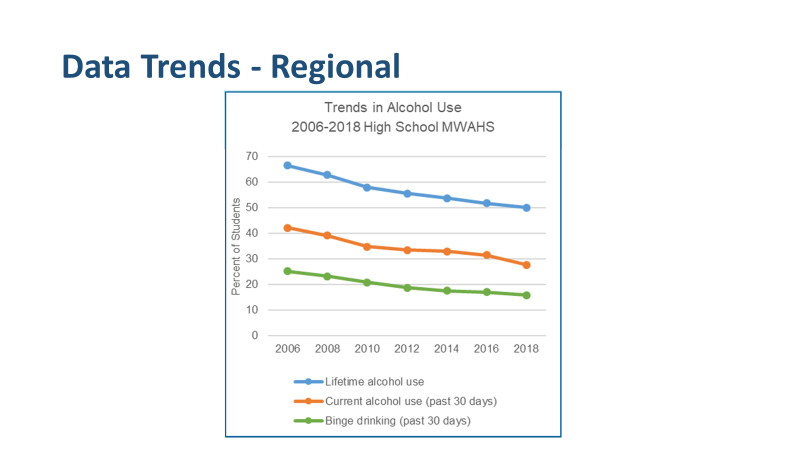 Data Trends - Regional
Trends in Alcohol Use
2006-2018 High School MWAHS
Percent of Students
70
60
50
40
30
20
10
0
2006 2008 2010 2012 2014 2016 2018
Lifetime alcohol use
Current alcohol use (past 30 days)
Binge drinking (past 30 days)